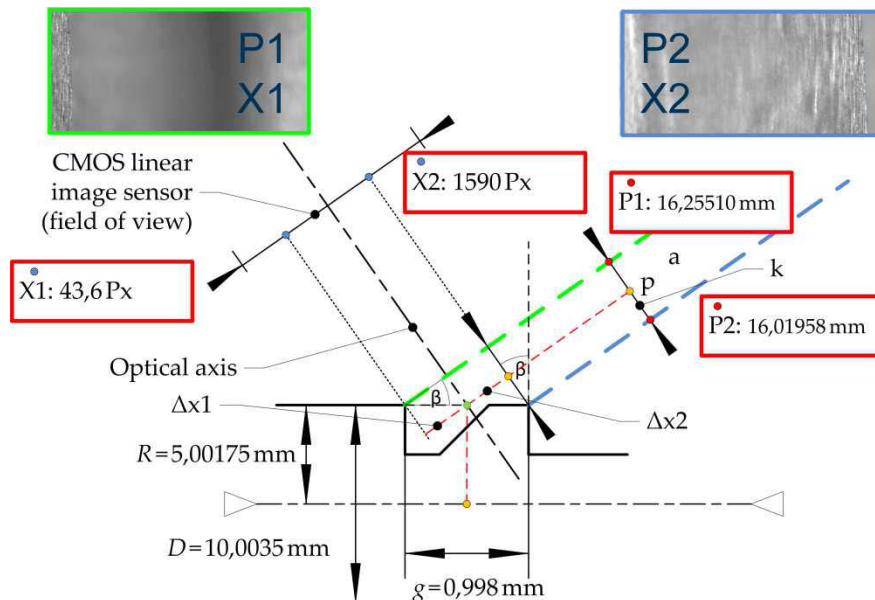 P1
X1
P2
X2
CMOS linear
image sensor
(field of view)
X2: 1590 Px
P1: 16,25510 mm
a
k
p
X1: 43,6 Px
P2: 16,01958 mm
Optical axis
β
β
Δx1
Δx2
R=5,00175 mm
D=10,0035 mm
g=0,998 mm